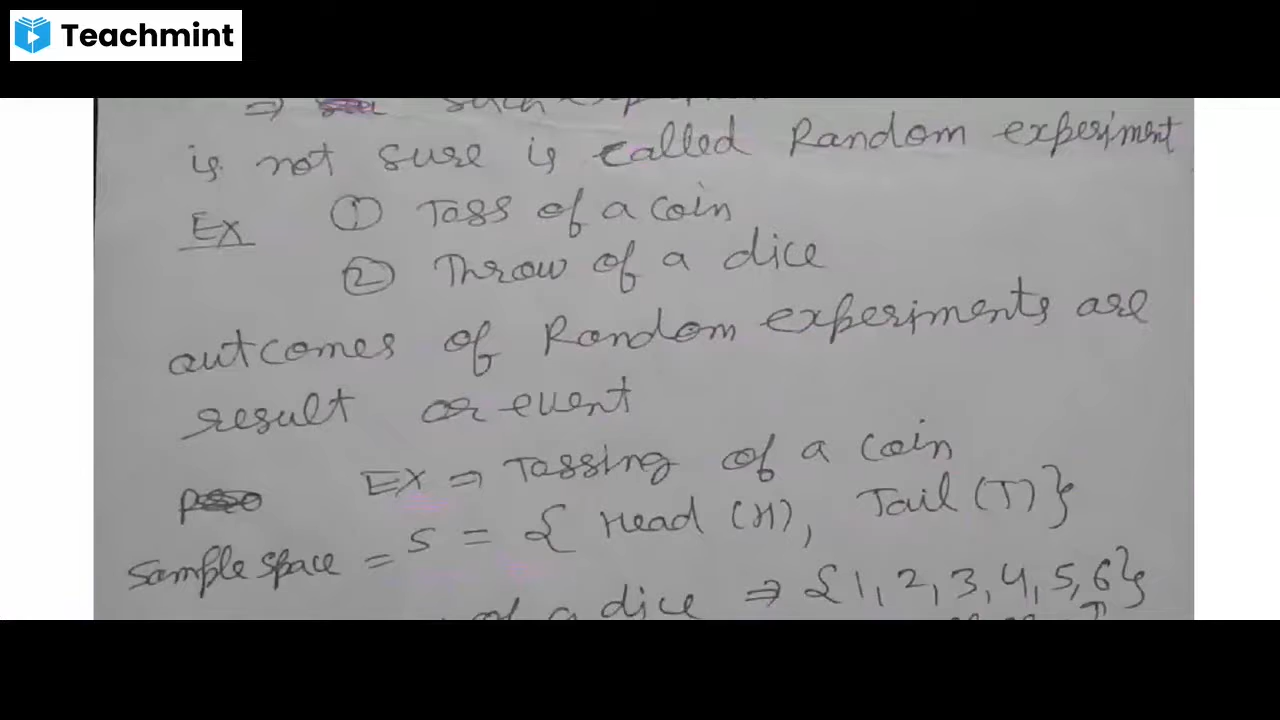 Teachmint
⇒ such
is not sure is called Random experiment
Ex ① Toss of a coin
② Throw of a dice
outcomes of Random experiments are
result or event
EX ⇒ Tossing of a coin
Sample space = S = { Head (H), Tail (T)}
of a dice ⇒ {1, 2, 3, 4, 5, 6}